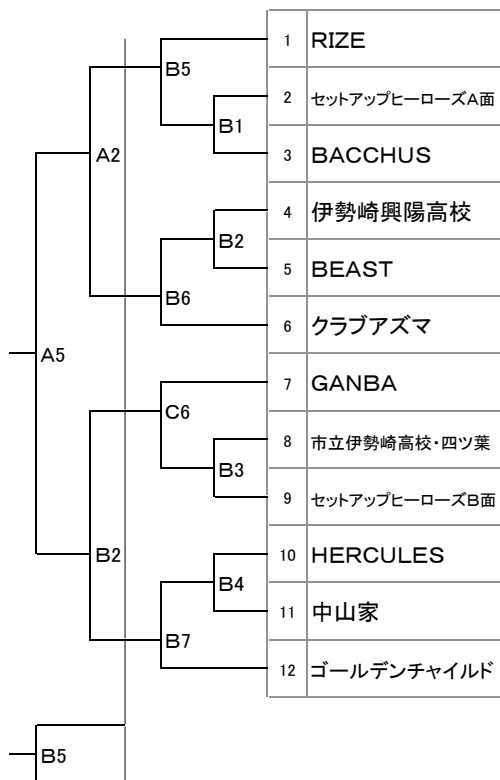 1 RIZE
B5
2 セットアップヒーローズA面
B1
A2
3 BACCHUS
4 伊勢崎興陽高校
B2
5 BEAST
B6
6 クラブアズマ
A5
7 GANBA
C6
8 市立伊勢崎高校・四ツ葉
B3
9 セットアップヒーローズB面
B2
10 HERCULES
B4
11 中山家
B7
12 ゴールデンチャイルド
B5